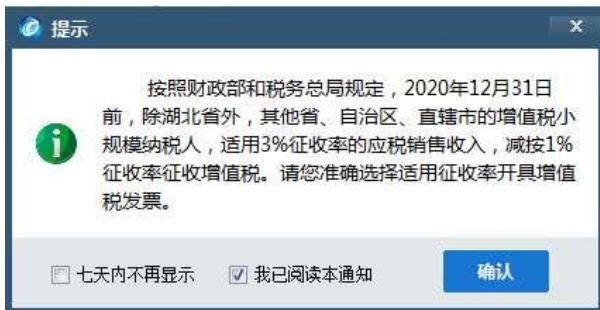 提示
按照财政部和税务总局规定，2020年12月31日
前，除湖北省外，其他省、自治区、直辖市的增值税小
规模纳税人，适用3%征收率的应税销售收入，减按1%
征收率征收增值税。请您准确选择适用征收率开具增值
税发票。
七天内不再显示 我已阅读本通知 确认